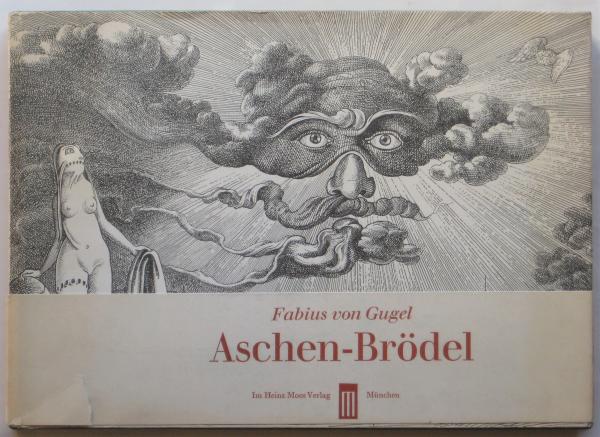 Fabius von Gugel
Aschen-Brödel
Im Heinz Moos Verlag München